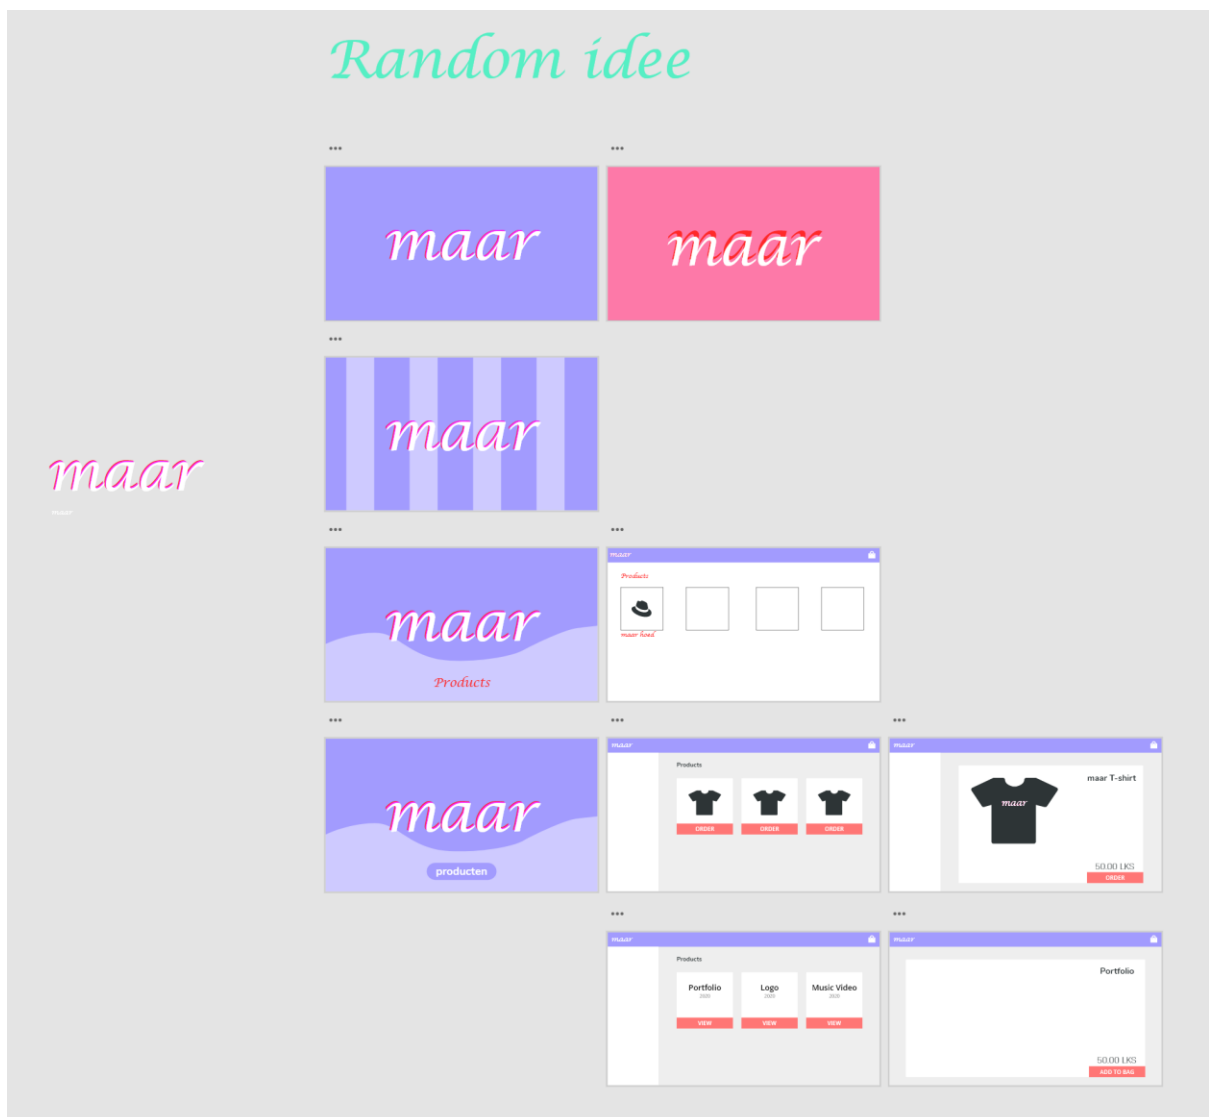 Random idee
maar
maar
maar
maar
maar
maar
Products
maar
Products
maar hoed
maar
producten
maar
Products
ORDER
ORDER
ORDER
maar
maar T-shirt
maar
50.00 LKS
ORDER
maar
Products
Portfolio
Logo
Music Video
VIEW
VIEW
VIEW
maar
Portfolio
50.00 LKS
ADD TO BAG